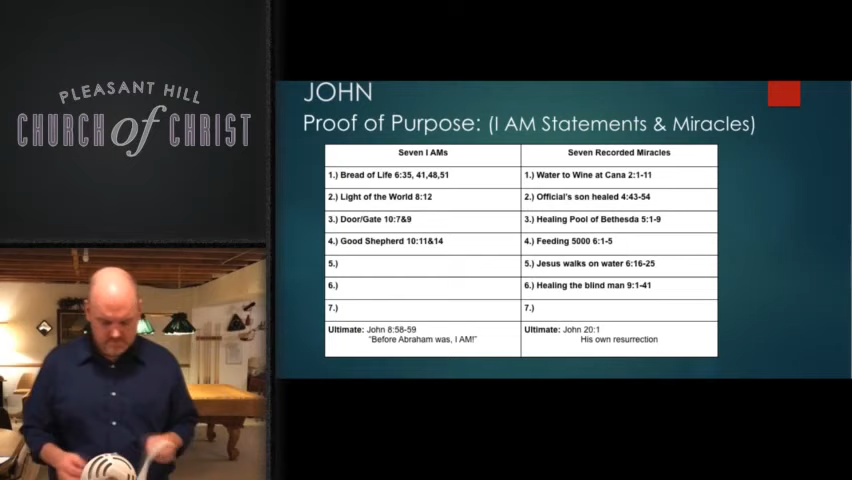 PLEASANT HILL
CHURCH of CHRIST
JOHN
Proof of Purpose: (I AM Statements & Miracles)
Seven I AMs
Seven Recorded Miracles
1.) Bread of Life 6:35, 41,48,51
1.) Water to Wine at Cana 2:1-11
2.) Light of the World 8:12
2.) Official's son healed 4:43-54
3.) Door/Gate 10:7&9
3.) Healing Pool of Bethesda 5:1-9
4.) Good Shepherd 10:11&14
4.) Feeding 5000 6:1-5
5.)
5.) Jesus walks on water 6:16-25
6.)
6.) Healing the blind man 9:1-41
7.)
7.)
Ultimate: John 8:58-59
"Before Abraham was, I AM!"
Ultimate: John 20:1
His own resurrection